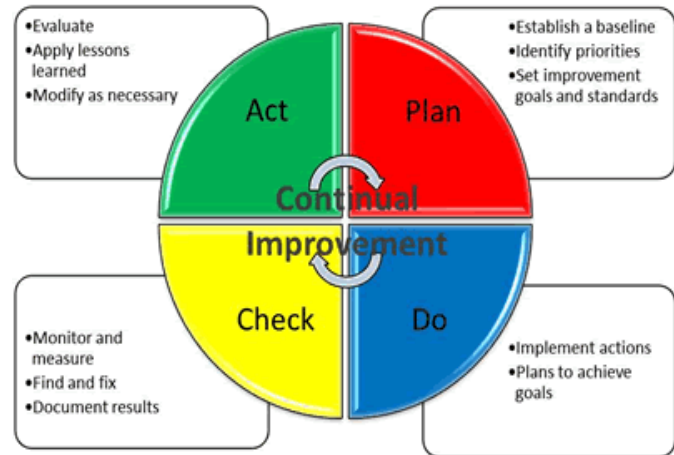 •Evaluate
•Apply lessons
learned
•Modify as necessary
•Establish a baseline
•Identify priorities
•Set improvement
goals and standards
Act
Plan
Continual
Improvement
Check
Do
•Monitor and
measure
•Find and fix
•Document results
•Implement actions
•Plans to achieve
goals